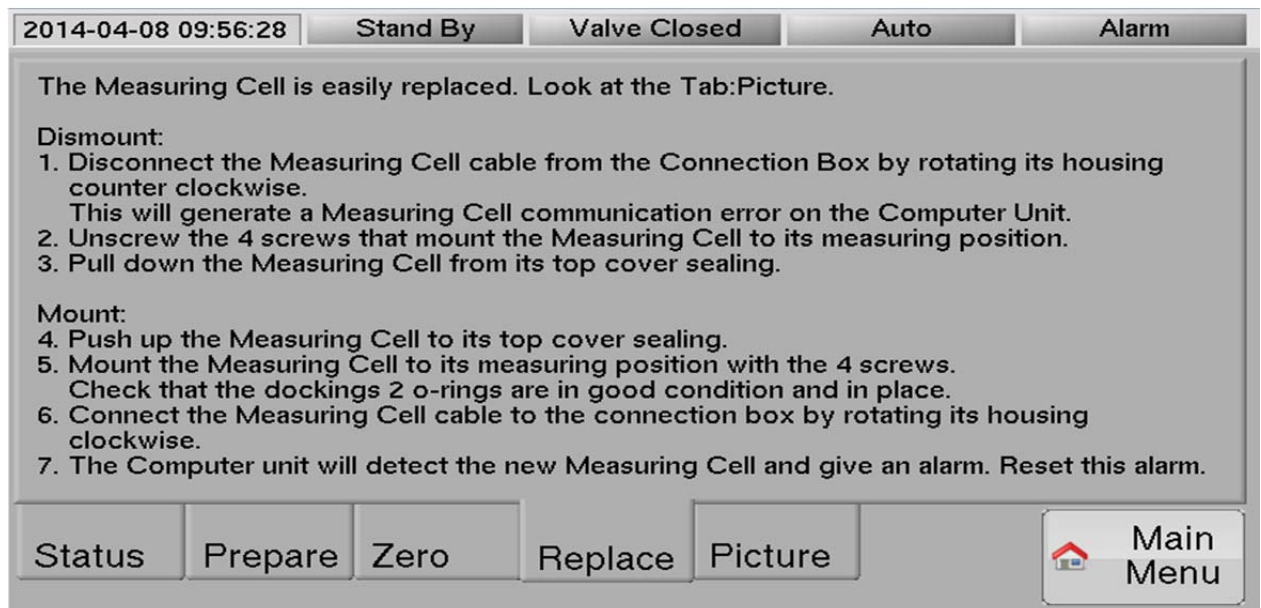 2014-04-08 09:56:28 Stand By Valve Closed Auto Alarm
The Measuring Cell is easily replaced. Look at the Tab:Picture.
Dismount:
1. Disconnect the Measuring Cell cable from the Connection Box by rotating its housing
counter clockwise.
This will generate a Measuring Cell communication error on the Computer Unit.
2. Unscrew the 4 screws that mount the Measuring Cell to its measuring position.
3. Pull down the Measuring Cell from its top cover sealing.
Mount:
4. Push up the Measuring Cell to its top cover sealing.
5. Mount the Measuring Cell to its measuring position with the 4 screws.
Check that the dockings 2 o-rings are in good condition and in place.
6. Connect the Measuring Cell cable to the connection box by rotating its housing
clockwise.
7. The Computer unit will detect the new Measuring Cell and give an alarm. Reset this alarm.
Status Prepare Zero Replace Picture
Main
Menu